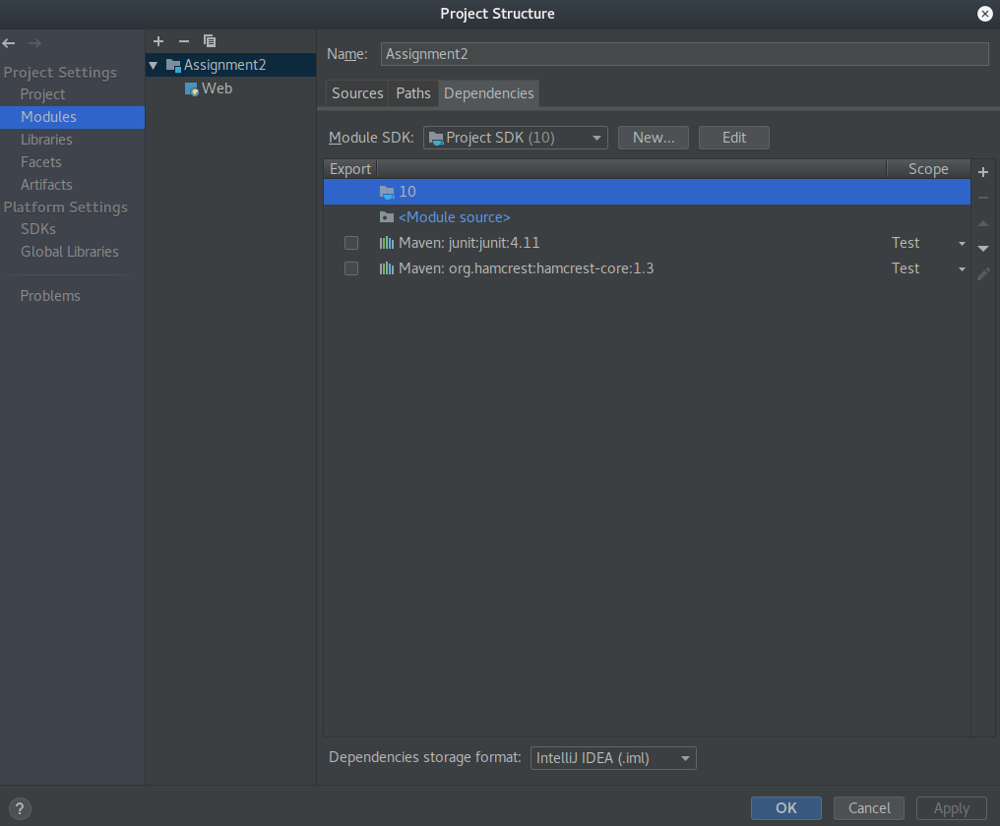 Project Structure
Project Settings
Project
Modules
Libraries
Facets
Artifacts
Platform Settings
SDKs
Global Libraries
Problems
Assignment2
Web
Name: Assignment2
Sources Paths Dependencies
Module SDK: Project SDK (10) New... Edit
Export Scope
10
<Module source>
Maven: junit:junit:4.11 Test
Maven: org.hamcrest:hamcrest-core:1.3 Test
Dependencies storage format: IntelliJ IDEA (.iml)
? OK Cancel Apply